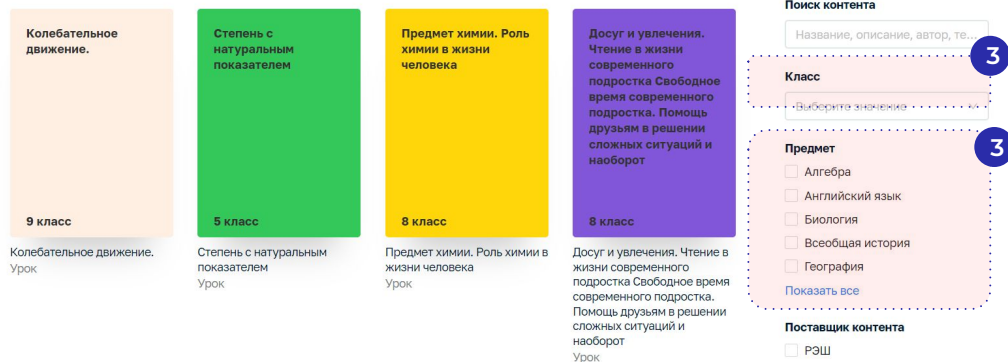 Колебательное
движение.
9 класс
Колебательное движение.
Урок
Степень с
натуральным
показателем
5 класс
Степень с натуральным
показателем
Урок
Предмет химии. Роль
химии в жизни
человека
8 класс
Предмет химии. Роль химии в
жизни человека
Урок
Досуг и увлечения.
Чтение в жизни
современного
подростка Свободное
время современного
подростка. Помощь
друзьям в решении
сложных ситуаций и
наоборот
8 класс
Досуг и увлечения. Чтение в
жизни современного
подростка Свободное время
современного подростка.
Помощь друзьям в решении
сложных ситуаций и
наоборот
Урок
Поиск контента
Название, описание, автор, те...
3
Класс
Выберите значение
3
Предмет
Алгебра
Английский язык
Биология
Всеобщая история
География
Показать все
Поставщик контента
РЭШ